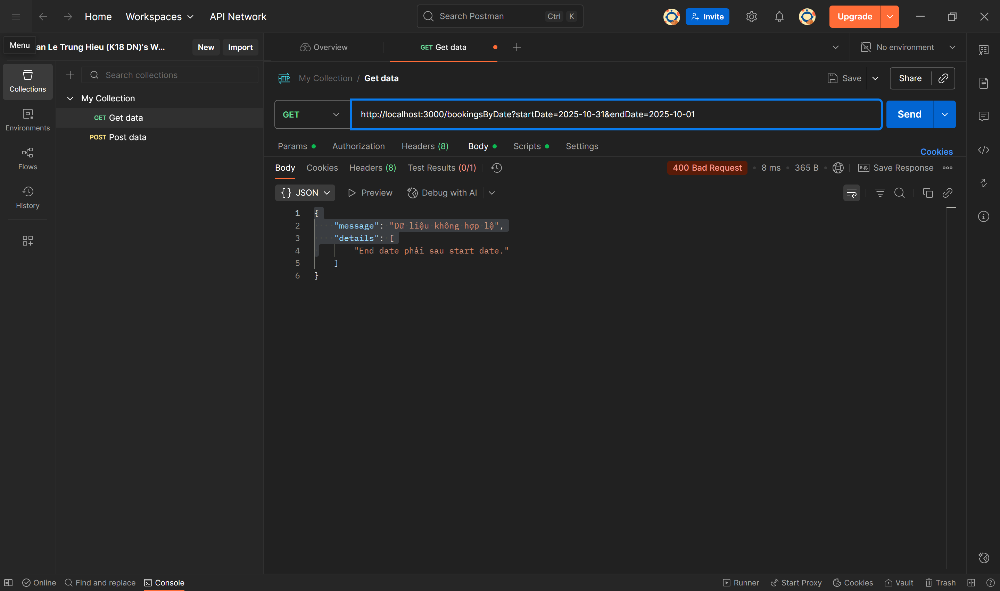 Home
Workspaces
API Network
Search Postman
Ctrl
K
Invite
Upgrade
Menu
an Le Trung Hieu (K18 DN)'s W...
New
Import
Overview
GET Get data
No environment
Collections
Search collections
HTTP
My Collection / Get data
Save
Share
My Collection
GET Get data
POST Post data
Environments
Flows
History
GET
http://localhost:3000/bookingsByDate?startDate=2025-10-31&endDate=2025-10-01
Send
Params
Authorization
Headers (8)
Body
Scripts
Settings
Cookies
Body
Cookies
Headers (8)
Test Results (0/1)
400 Bad Request
8 ms
365 B
e.g.
Save Response
{ } JSON
Preview
Debug with AI
1 {
2 "message": "Dữ liệu không hợp lệ",
3 "details": [
4 "End date phải sau start date."
5 ]
6 }
Online
Find and replace
Console
Runner
Start Proxy
Cookies
Vault
Trash